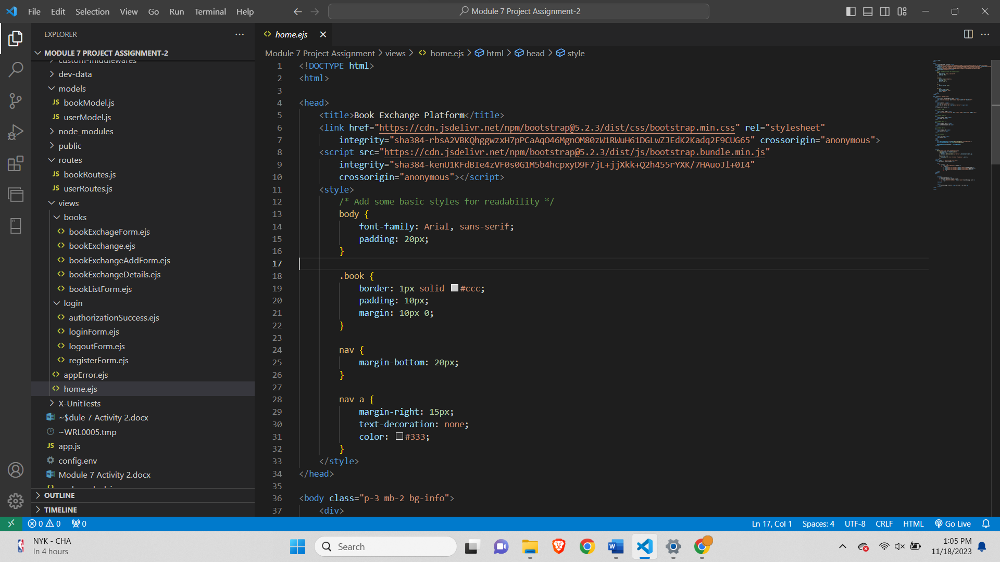 File Edit Selection View Go Run Terminal Help
Module 7 Project Assignment-2
EXPLORER
MODULE 7 PROJECT ASSIGNMENT-2
custom-middlewares
dev-data
models
JS bookModel.js
JS userModel.js
node_modules
public
routes
JS bookRoutes.js
JS userRoutes.js
views
books
<> bookExchageForm.ejs
<> bookExchange.ejs
<> bookExchangeAddForm.ejs
<> bookExchangeDetails.ejs
<> bookListForm.ejs
login
<> authorizationSuccess.ejs
<> loginForm.ejs
<> logoutForm.ejs
<> registerForm.ejs
<> appError.ejs
<> home.ejs
X-UnitTests
~$dule 7 Activity 2.docx
~WRL0005.tmp
JS app.js
config.env
Module 7 Activity 2.docx
OUTLINE
TIMELINE
<> home.ejs
Module 7 Project Assignment > views > <> home.ejs > html > head > style
1 <!DOCTYPE html>
2 <html>
3
4 <head>
5 <title>Book Exchange Platform</title>
6 <link href="https://cdn.jsdelivr.net/npm/bootstrap@5.2.3/dist/css/bootstrap.min.css" rel="stylesheet"
7 integrity="sha384-rbsA2VBKQhggwzxH7pPCaAqO46MgnOM80zW1RWuH61DGLwZJEdK2Kadq2F9CUG65" crossorigin="anonymous">
8 <script src="https://cdn.jsdelivr.net/npm/bootstrap@5.2.3/dist/js/bootstrap.bundle.min.js"
9 integrity="sha384-kenU1KFdBIe4zVF0s0G1M5b4hcpxyD9F7jL+jjXkk+Q2h455rYXK/7HAuoJl+0I4"
10 crossorigin="anonymous"></script>
11 <style>
12 /* Add some basic styles for readability */
13 body {
14 font-family: Arial, sans-serif;
15 padding: 20px;
16 }
17
18 .book {
19 border: 1px solid #ccc;
20 padding: 10px;
21 margin: 10px 0;
22 }
23
24 nav {
25 margin-bottom: 20px;
26 }
27
28 nav a {
29 margin-right: 15px;
30 text-decoration: none;
31 color: #333;
32 }
33 </style>
34 </head>
35
36 <body class="p-3 mb-2 bg-info">
37 <div>
0 0 0 Ln 17, Col 1 Spaces: 4 UTF-8 CRLF HTML Go Live
NYK - CHA
In 4 hours
Search
1:05 PM
11/18/2023